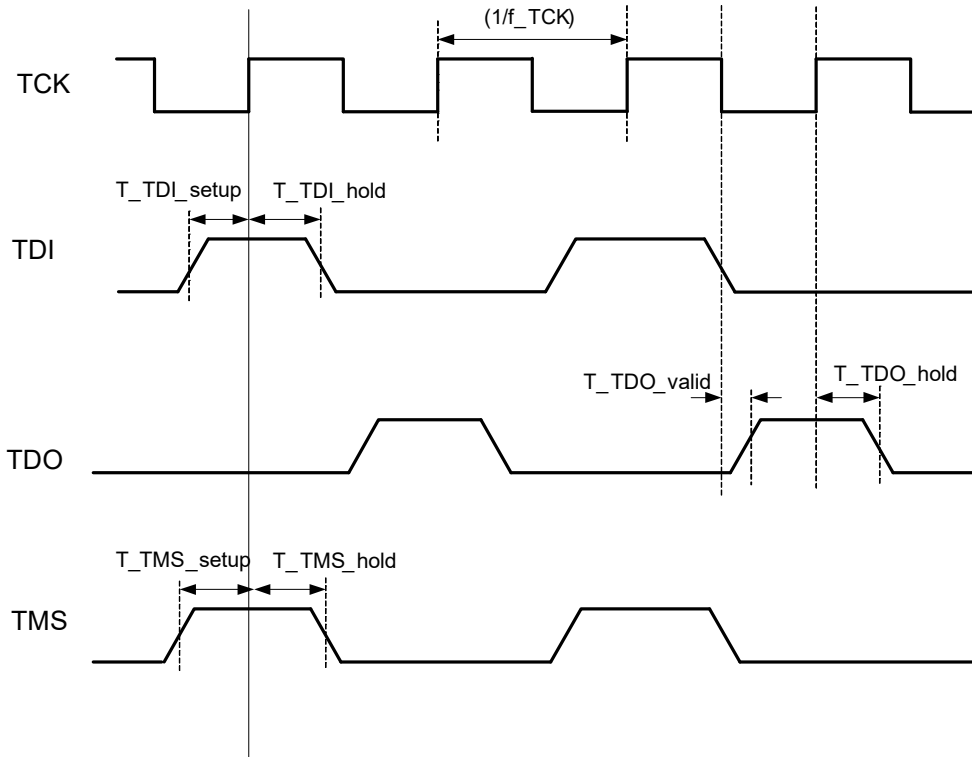 (1/f_TCK)
TCK
T_TDI_setup T_TDI_hold
TDI
T_TDO_valid T_TDO_hold
TDO
T_TMS_setup T_TMS_hold
TMS